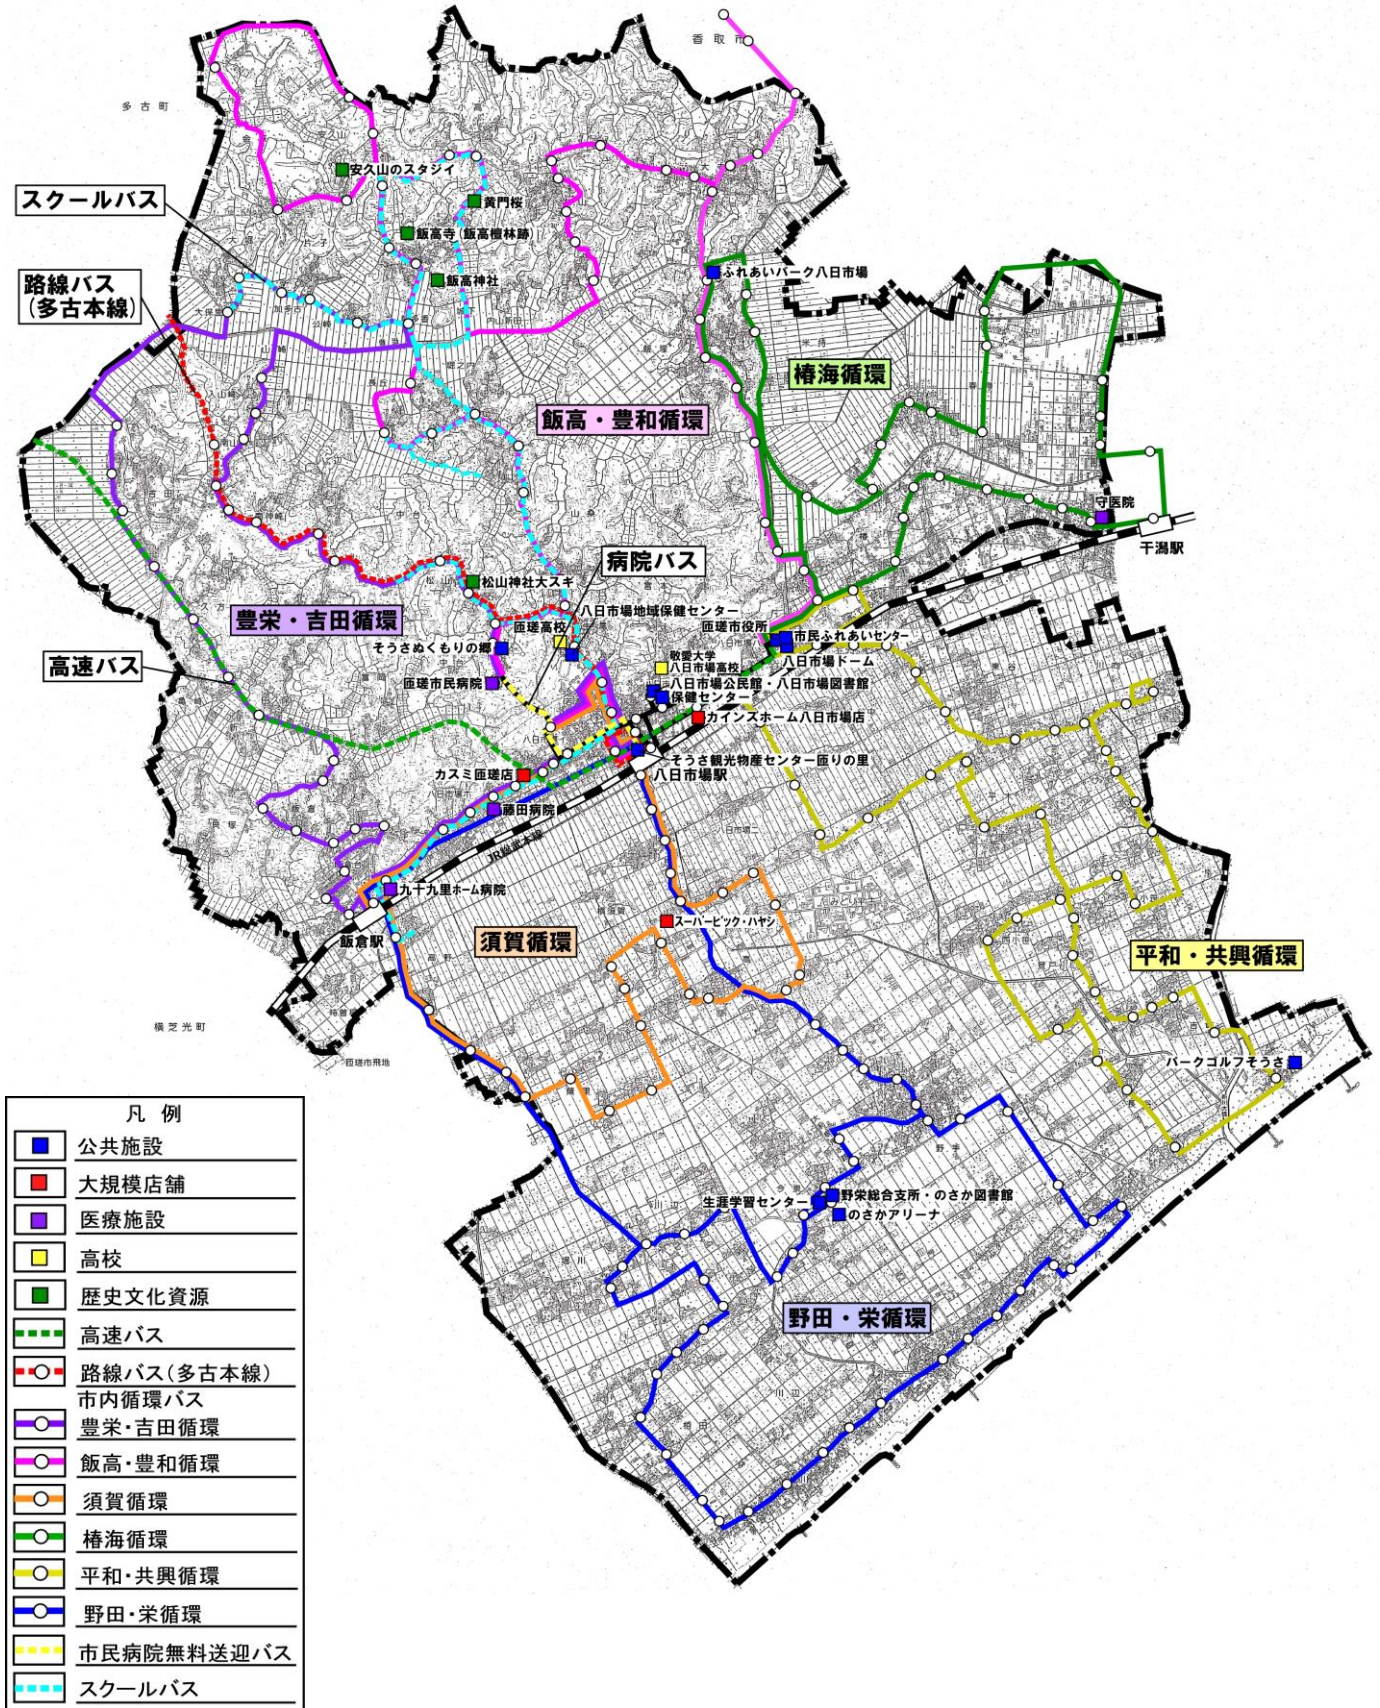 香取市
多古町
安久山のスタジイ
スクールバス
黄門桜
飯高寺(飯高檀林跡)
路線バス
(多古本線)
飯高神社
ふれあいパーク八日市場
椿海循環
飯高・豊和循環
守医院
干潟駅
病院バス
松山神社大スギ
八日市場地域保健センター
豊栄・吉田循環
匝瑳高校
匝瑳市役所
市民ふれあいセンター
そうさぬくもりの郷
敬愛大学
八日市場高校
八日市場ドーム
高速バス
匝瑳市民病院
八日市場公民館・八日市場図書館
保健センター
カインズホーム八日市場店
そうさ観光物産センター匝りの里
カスミ匝瑳店
八日市場駅
藤田病院
JR総武本線
九十九里ホーム病院
飯倉駅
スーパービック・ハヤシ
須賀循環
平和・共興循環
横芝光町
匝瑳市飛地
パークゴルフそうさ
野栄総合支所・のさか図書館
生涯学習センター
のさかアリーナ
野田・栄循環
凡例
公共施設
大規模店舗
医療施設
高校
歴史文化資源
高速バス
路線バス(多古本線)
市内循環バス
豊栄・吉田循環
飯高・豊和循環
須賀循環
椿海循環
平和・共興循環
野田・栄循環
市民病院無料送迎バス
スクールバス